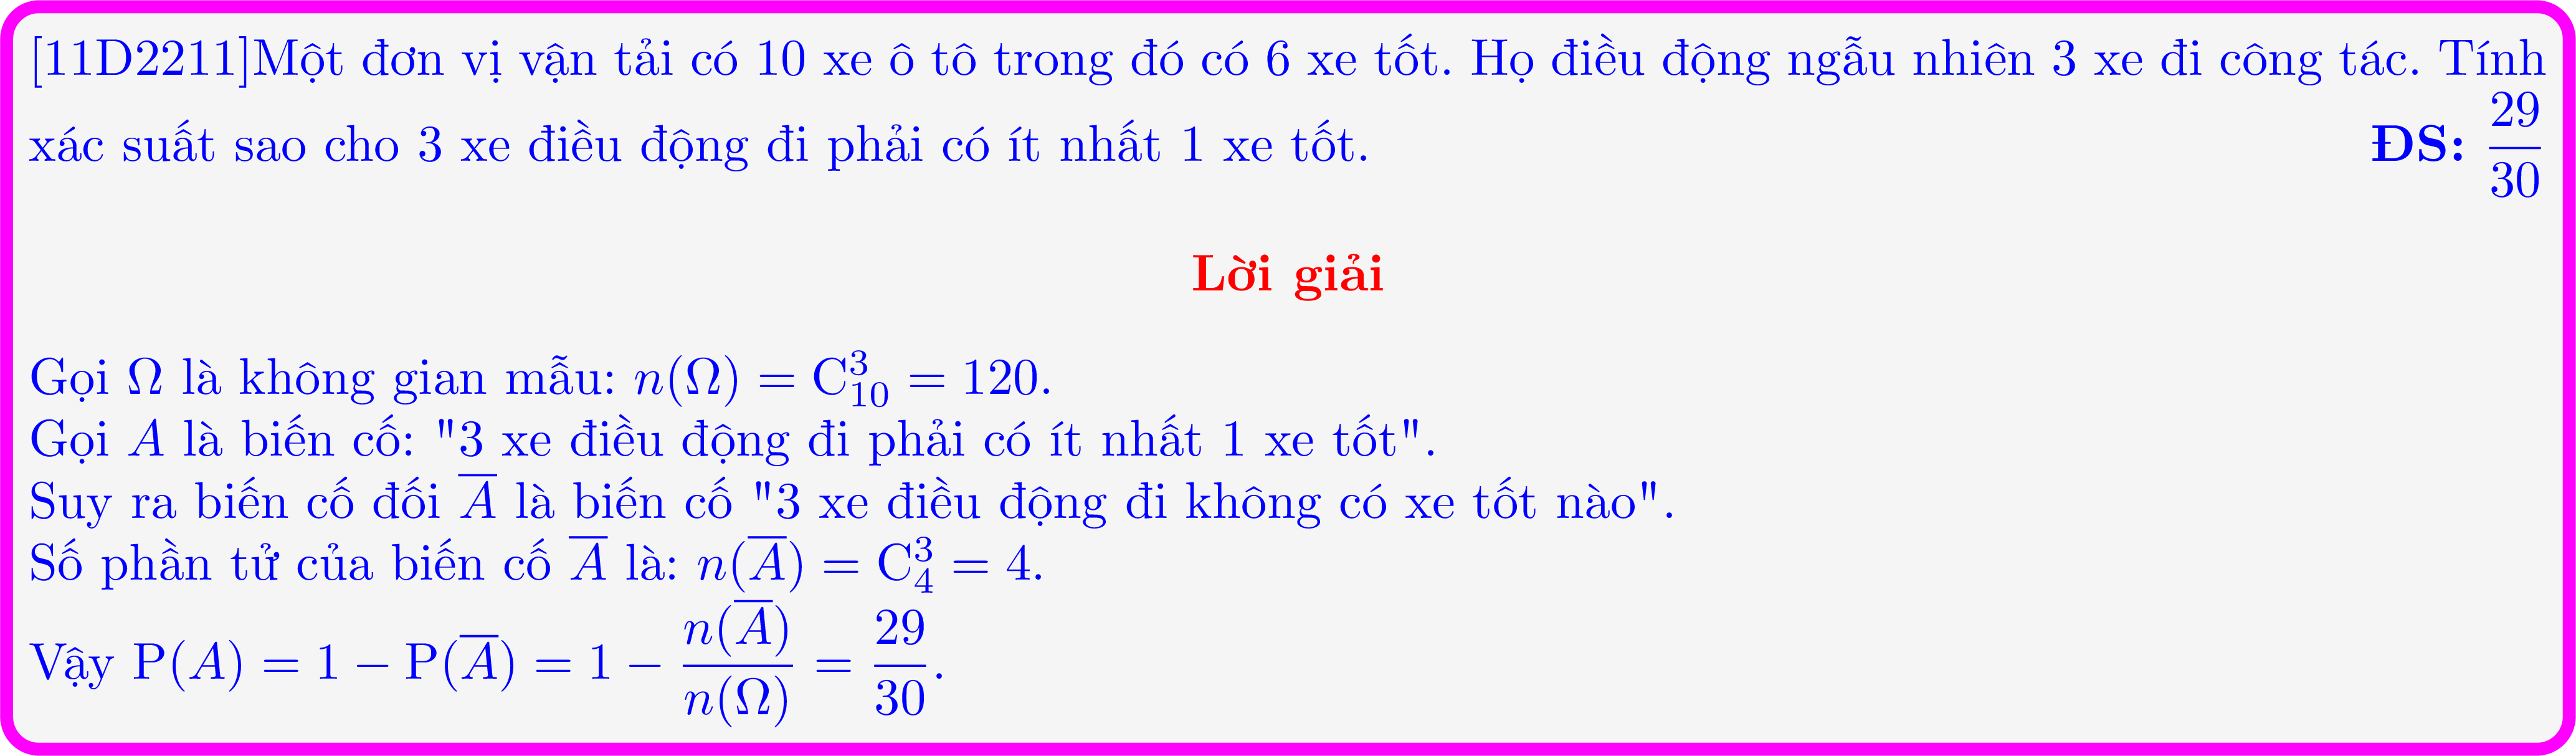 [11D2211]Một đơn vị vận tải có 10 xe ô tô trong đó có 6 xe tốt. Họ điều động ngẫu nhiên 3 xe đi công tác. Tính
xác suất sao cho 3 xe điều động đi phải có ít nhất 1 xe tốt. ĐS: $\dfrac{29}{30}$
Lời giải
Gọi Ω là không gian mẫu: $n(\Omega) = \mathrm{C}_{10}^{3} = 120$.
Gọi $A$ là biến cố: "3 xe điều động đi phải có ít nhất 1 xe tốt".
Suy ra biến cố đối $\overline{A}$ là biến cố "3 xe điều động đi không có xe tốt nào".
Số phần tử của biến cố $\overline{A}$ là: $n(\overline{A}) = \mathrm{C}_{4}^{3} = 4$.
Vậy $\mathrm{P}(A) = 1 - \mathrm{P}(\overline{A}) = 1 - \dfrac{n(\overline{A})}{n(\Omega)} = \dfrac{29}{30}$.